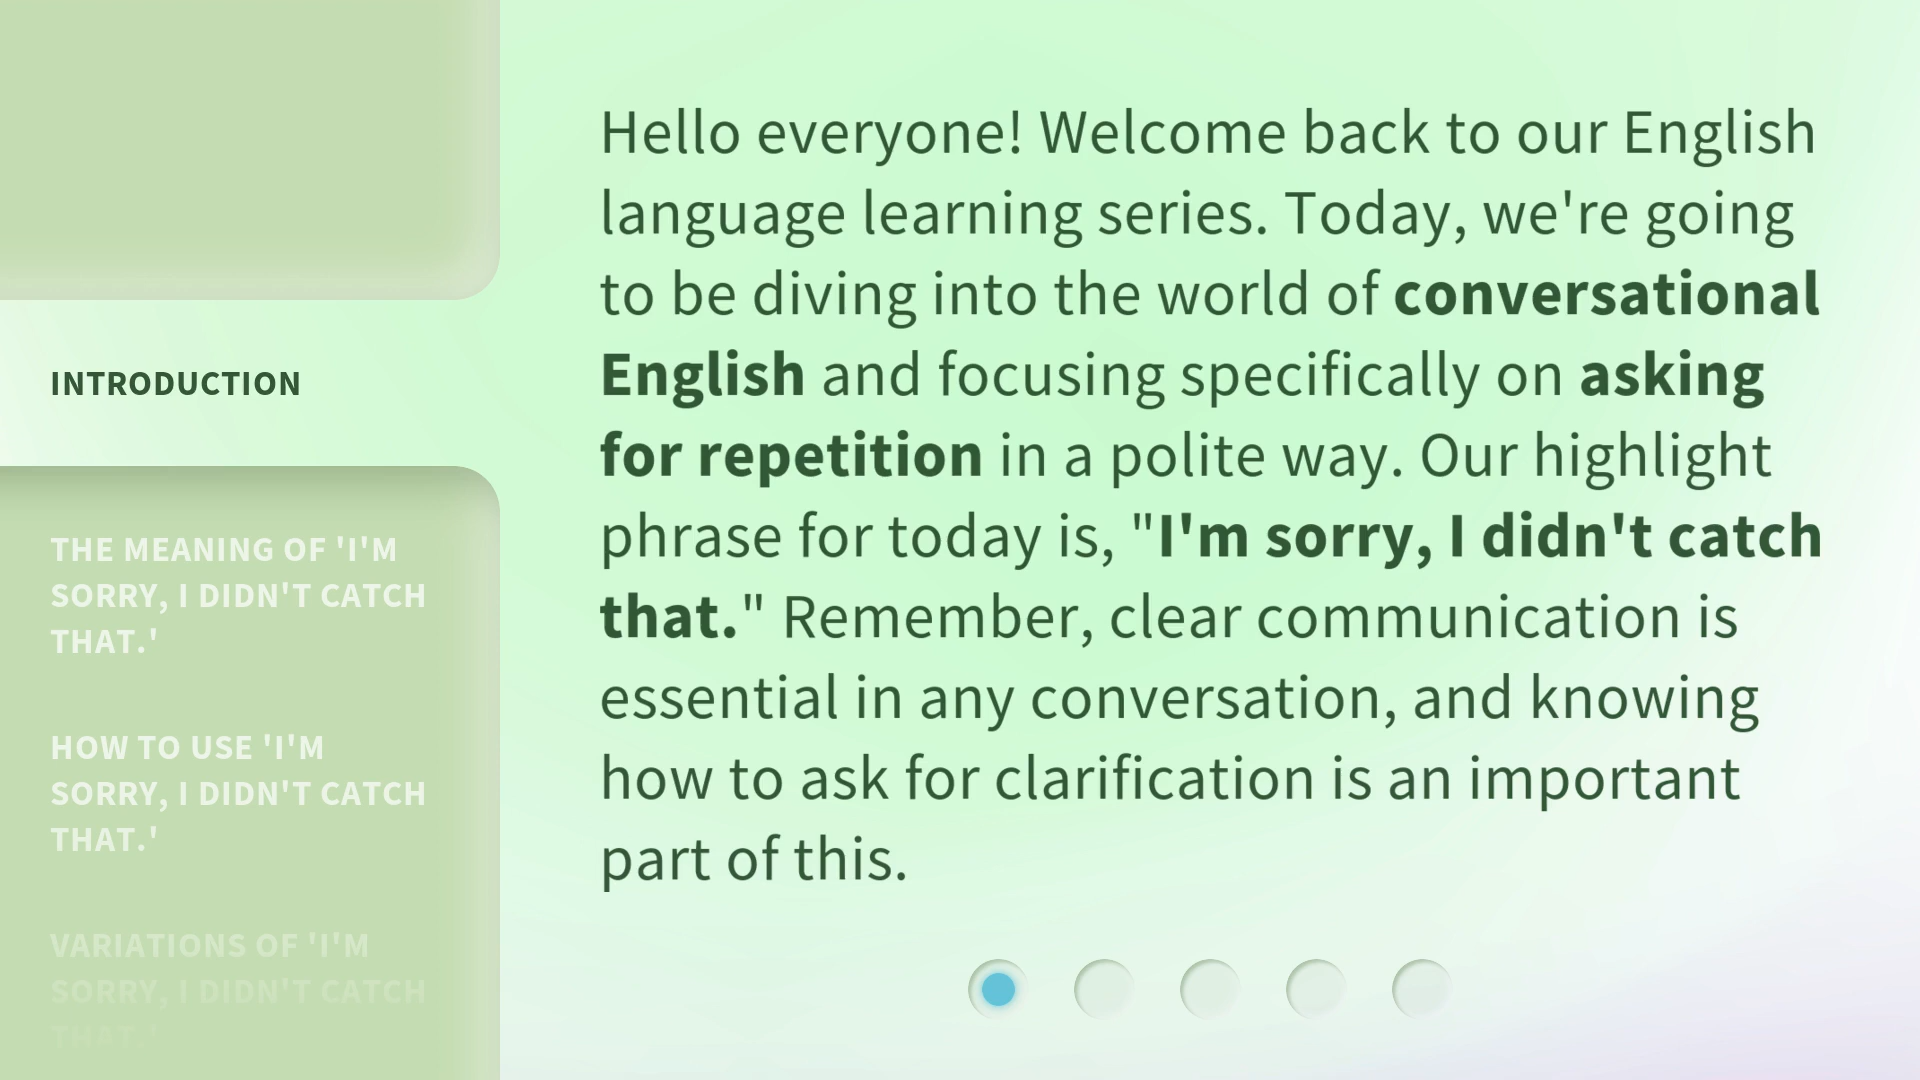 INTRODUCTION
THE MEANING OF 'I'M
SORRY, I DIDN'T CATCH
THAT.'
HOW TO USE 'I'M
SORRY, I DIDN'T CATCH
THAT.'
VARIATIONS OF 'I'M
SORRY, I DIDN'T CATCH
THAT.'
Hello everyone! Welcome back to our English
language learning series. Today, we're going
to be diving into the world of conversational
English and focusing specifically on asking
for repetition in a polite way. Our highlight
phrase for today is, "I'm sorry, I didn't catch
that." Remember, clear communication is
essential in any conversation, and knowing
how to ask for clarification is an important
part of this.